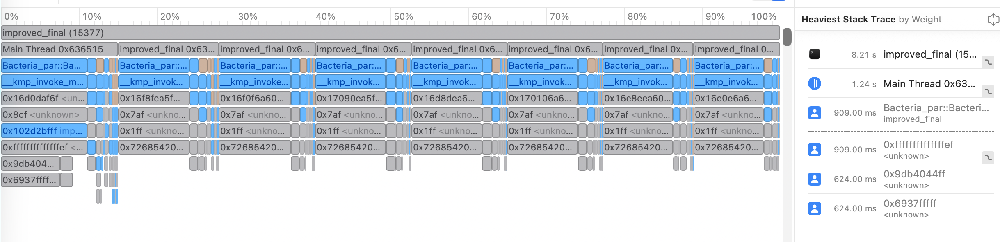 0% 10% 20% 30% 40% 50% 60% 70% 80% 90% 100%
improved_final (15377)
Main Thread 0x636515 improved_final 0x63... improved_final 0x6... improved_final 0x6... improved_final 0x6... improved_final 0x6... improved_final 0x... improved_final 0...
Bacteria_par::Ba... Bacteria_par::... Bacteria_par::... Bacteria_par:... Bacteria_par:... Bacteria_par:... Bacteria_par:... Bacteria_par:...
__kmp_invoke_m... __kmp_invok... __kmp_invoke... __kmp_invok... __kmp_invok... __kmp_invok... __kmp_invok... __kmp_invok...
0x16d0daf6f <un... 0x16f8fea5f... 0x16f0f6a60... 0x17090ea5f... 0x16d8dea6... 0x170106a6... 0x16e8eea60... 0x16e0e6a6...
0x8cf <unknown> 0x7af <unkno... 0x7af <unkno... 0x7af <unkno... 0x7af <unkno... 0x7af <unkno... 0x7af <unkno... 0x7af <unkno...
0x102d2bfff imp... 0x1ff <unkno... 0x1ff <unkno... 0x1ff <unkno... 0x1ff <unkno... 0x1ff <unkno... 0x1ff <unkno... 0x1ff <unkno...
0xffffffffffffffef <... 0x72685420... 0x72685420... 0x72685420... 0x72685420... 0x72685420... 0x72685420... 0x72685420...
0x9db404...
0x6937ffff...
Heaviest Stack Trace by Weight
8.21 s improved_final (15...
1.24 s Main Thread 0x63...
909.00 ms Bacteria_par::Bacteri...
improved_final
909.00 ms 0xffffffffffffffef
<unknown>
624.00 ms 0x9db4044ff
<unknown>
624.00 ms 0x6937fffff
<unknown>